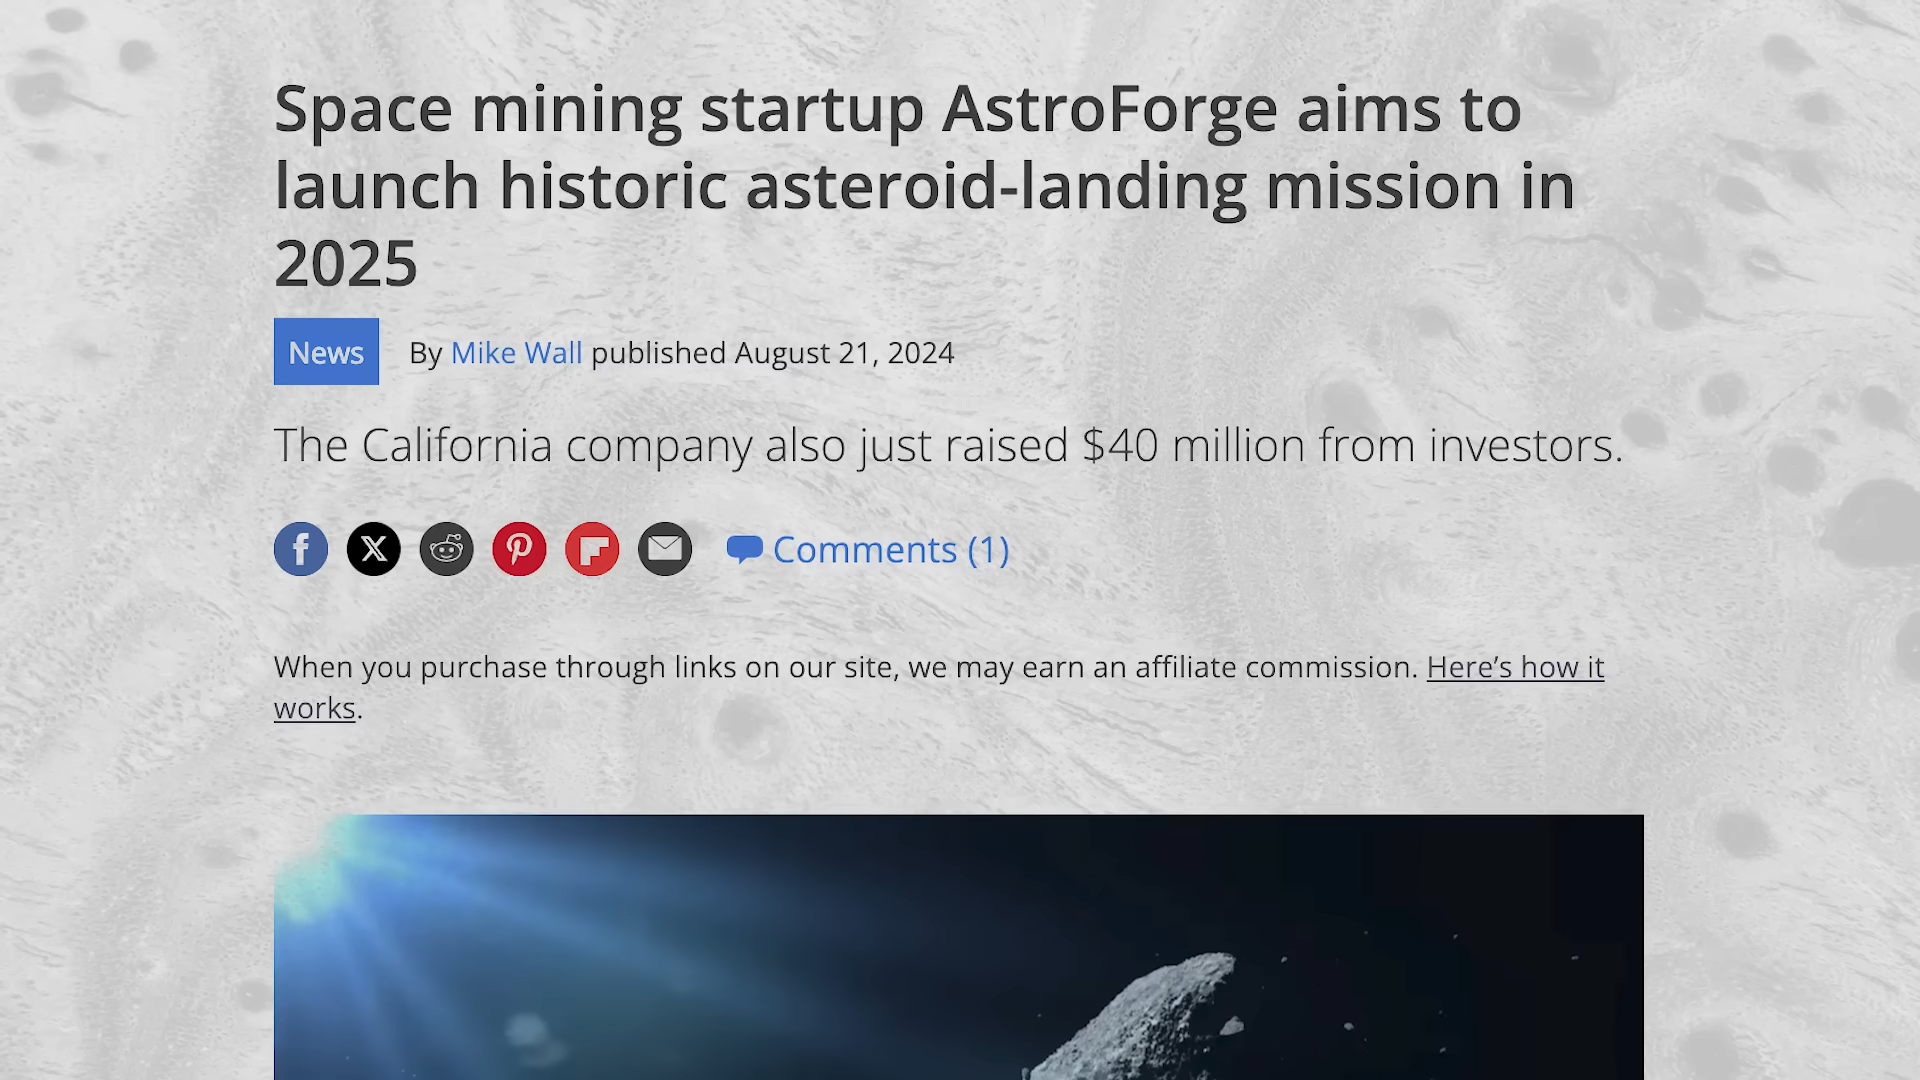 Space mining startup AstroForge aims to
launch historic asteroid-landing mission in
2025
News By Mike Wall published August 21, 2024
The California company also just raised $40 million from investors.
Comments (1)
When you purchase through links on our site, we may earn an affiliate commission. Here’s how it
works.